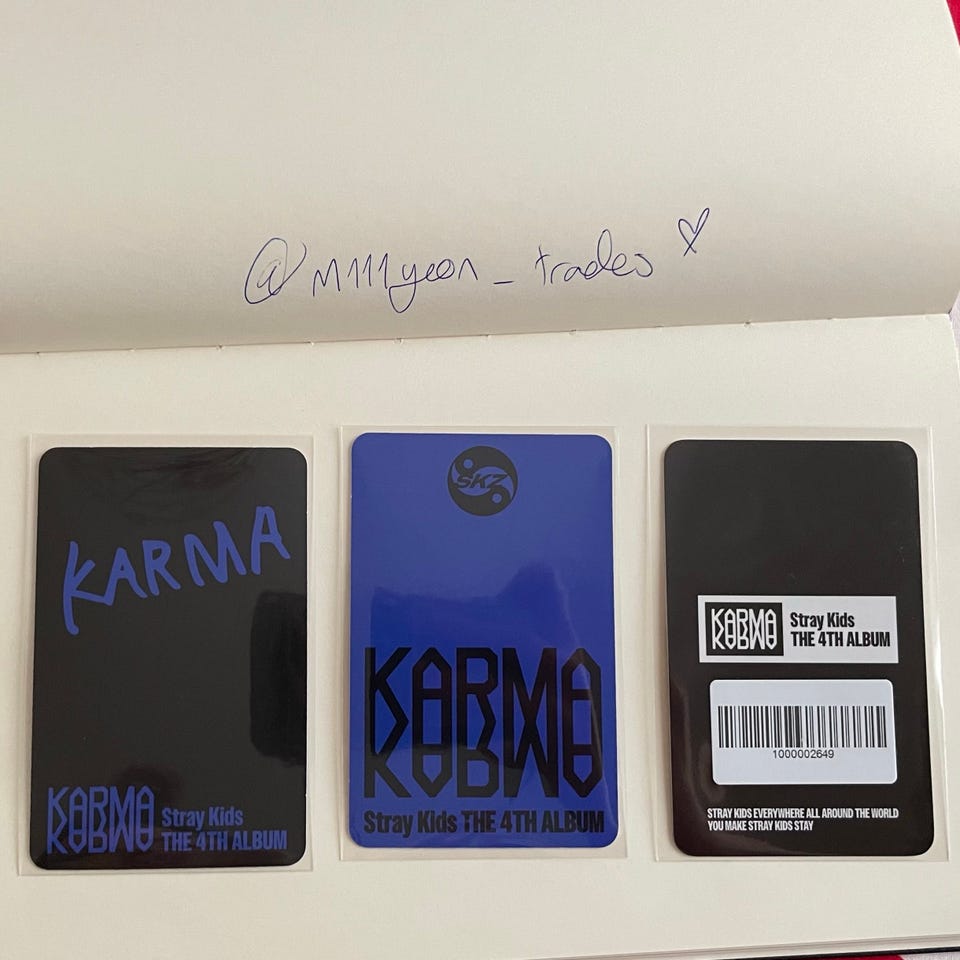 @m111yeon_trades ♡
KARMA
KARMA
Stray Kids
THE 4TH ALBUM
SKZ
KARMA
Stray Kids THE 4TH ALBUM
KARMA
Stray Kids
THE 4TH ALBUM
1000002649
STRAY KIDS EVERYWHERE ALL AROUND THE WORLD
YOU MAKE STRAY KIDS STAY